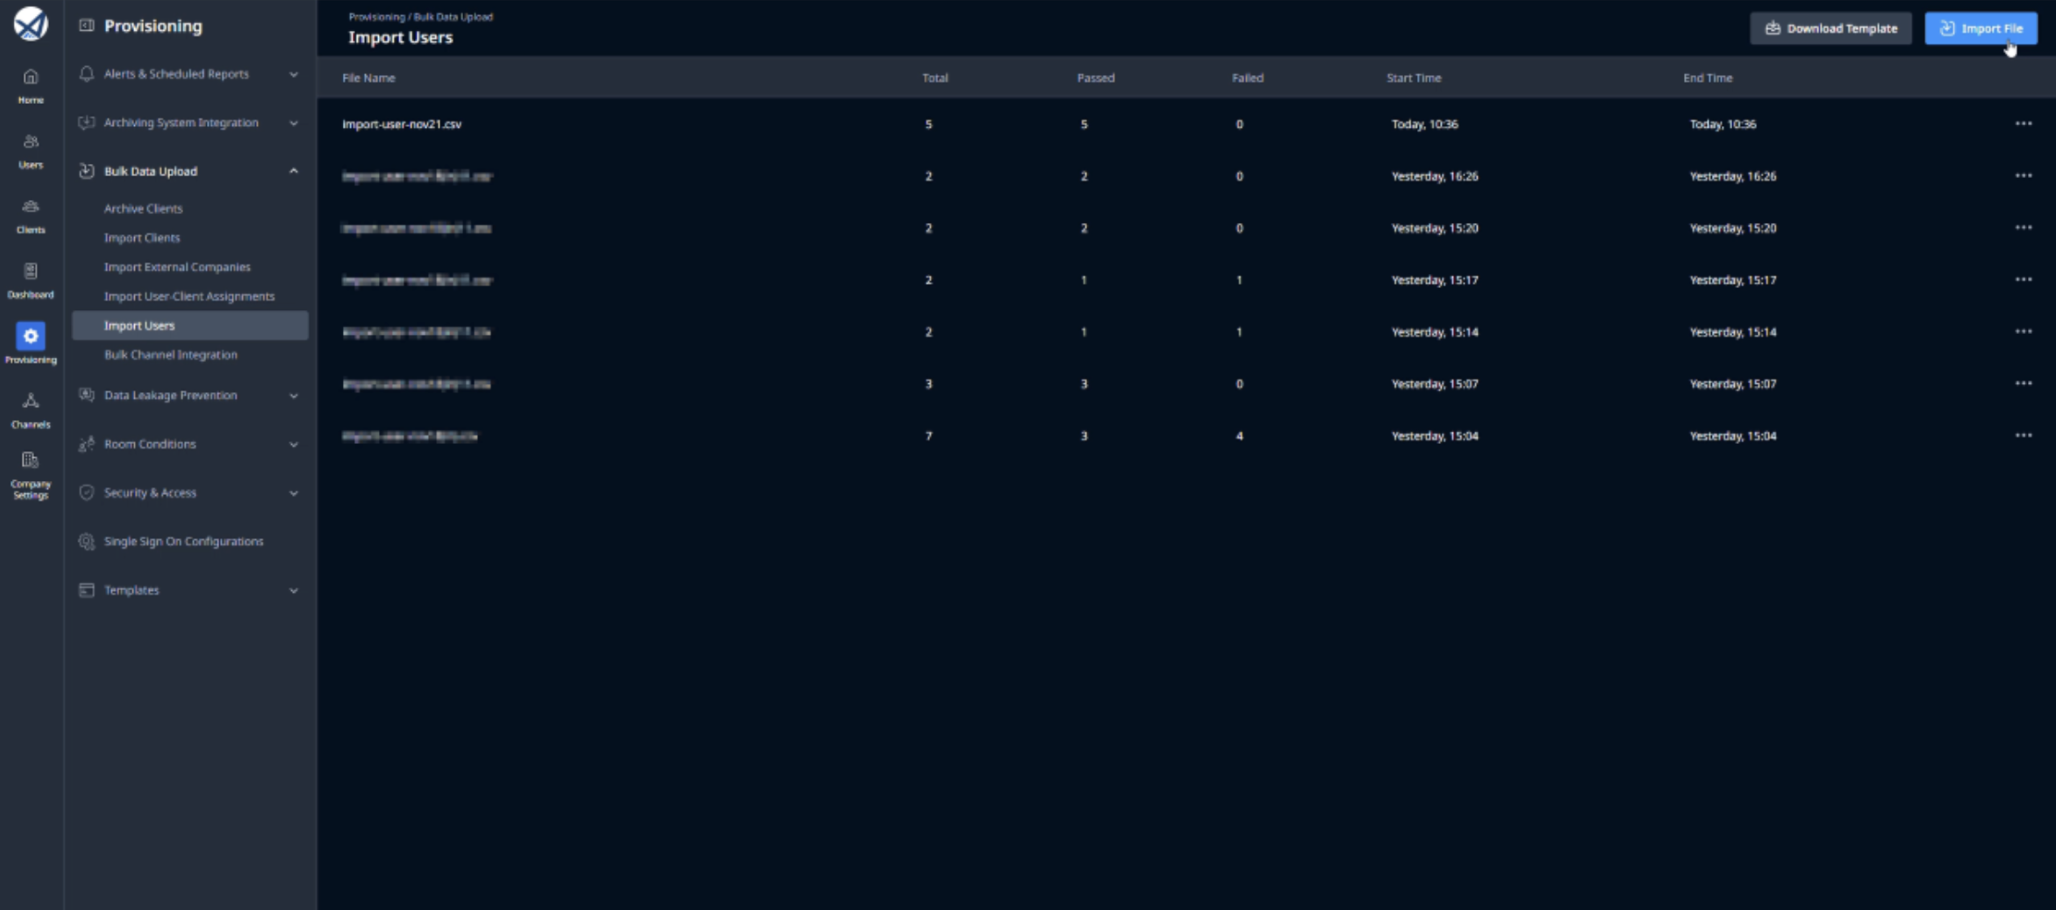 Provisioning
Home
Users
Clients
Dashboard
Provisioning
Channels
Company
Settings
Alerts & Scheduled Reports
Archiving System Integration
Bulk Data Upload
Archive Clients
Import Clients
Import External Companies
Import User-Client Assignments
Import Users
Bulk Channel Integration
Data Leakage Prevention
Room Conditions
Security & Access
Single Sign On Configurations
Templates
Provisioning / Bulk Data Upload
Import Users
Download Template
Import File
File Name Total Passed Failed Start Time End Time
import-user-nov21.csv 5 5 0 Today, 10:36 Today, 10:36
2 2 0 Yesterday, 16:26 Yesterday, 16:26
2 2 0 Yesterday, 15:20 Yesterday, 15:20
2 1 1 Yesterday, 15:17 Yesterday, 15:17
2 1 1 Yesterday, 15:14 Yesterday, 15:14
3 3 0 Yesterday, 15:07 Yesterday, 15:07
7 3 4 Yesterday, 15:04 Yesterday, 15:04